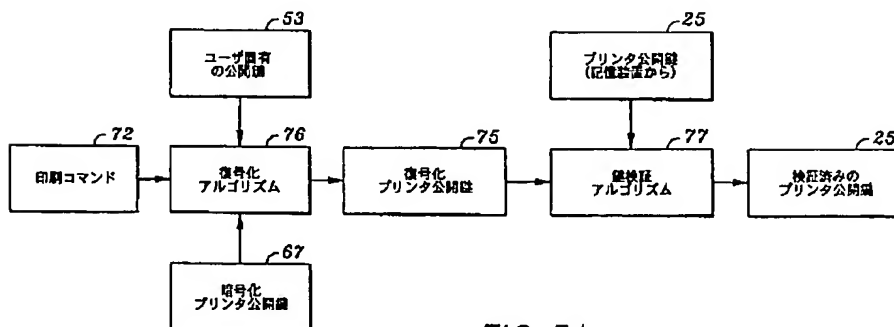 53
ユーザ固有
の公開鍵
25
プリンタ公開鍵
(記憶装置から)
72
印刷コマンド
76
復号化
アルゴリズム
75
復号化
プリンタ公開鍵
77
鍵検証
アルゴリズム
25
検証済みの
プリンタ公開鍵
67
暗号化
プリンタ公開鍵